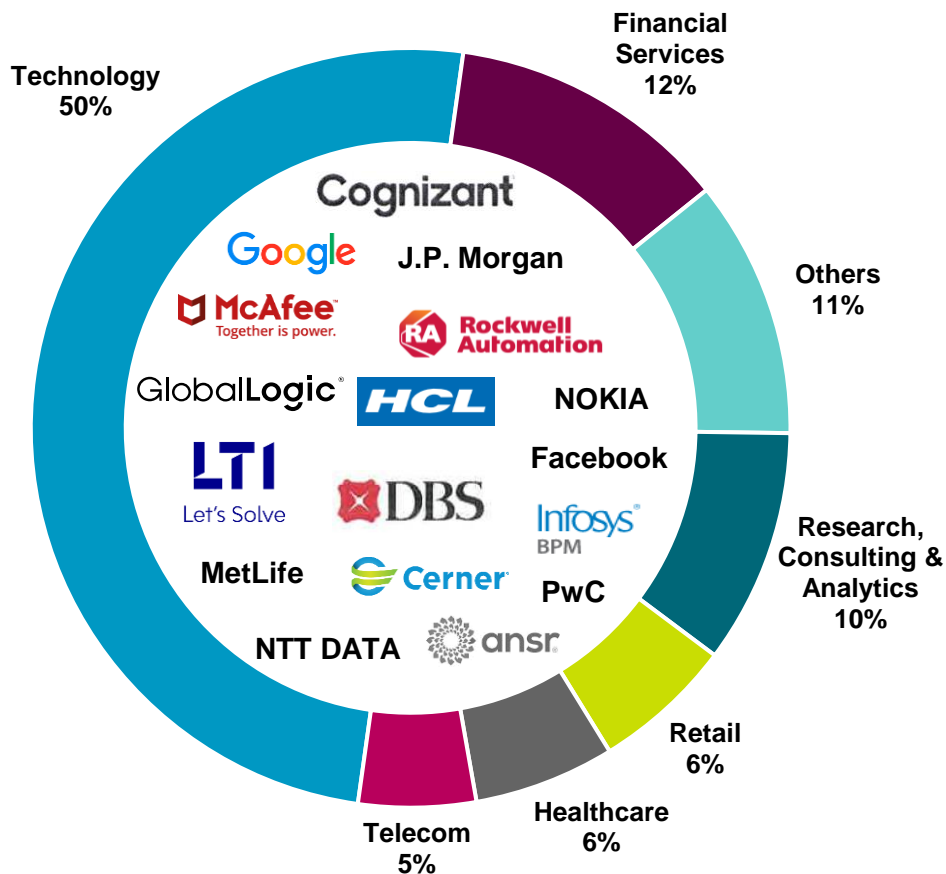 Financial
Services
12%
Technology
50%
Cognizant
Google
J.P. Morgan
McAfee™
Together is power.
RA
Rockwell
Automation
Others
11%
GlobalLogic®
HCL
NOKIA
Facebook
LTI
Let's Solve
DBS
Infosys®
BPM
Research,
Consulting &
Analytics
10%
MetLife
Cerner®
PwC
NTT DATA
ansr®
Retail
6%
Healthcare
6%
Telecom
5%